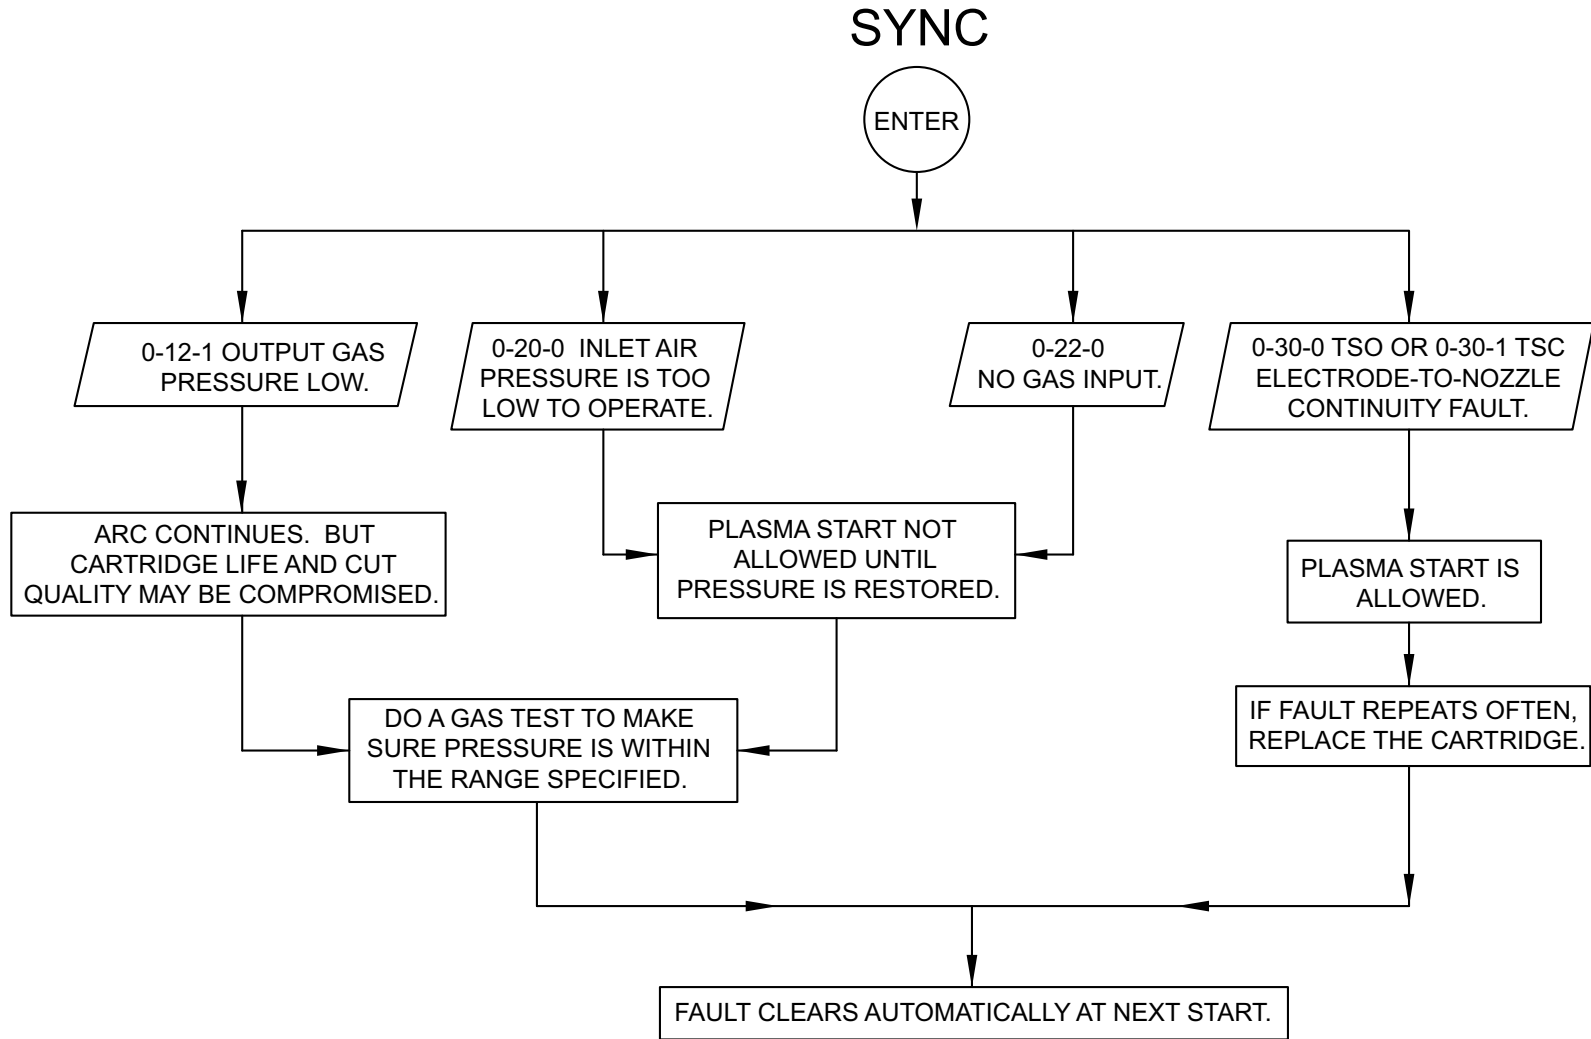 SYNC
ENTER
0-12-1 OUTPUT GAS
PRESSURE LOW.
0-20-0 INLET AIR
PRESSURE IS TOO
LOW TO OPERATE.
0-22-0
NO GAS INPUT.
0-30-0 TSO OR 0-30-1 TSC
ELECTRODE-TO-NOZZLE
CONTINUITY FAULT.
ARC CONTINUES. BUT
CARTRIDGE LIFE AND CUT
QUALITY MAY BE COMPROMISED.
PLASMA START NOT
ALLOWED UNTIL
PRESSURE IS RESTORED.
PLASMA START IS
ALLOWED.
DO A GAS TEST TO MAKE
SURE PRESSURE IS WITHIN
THE RANGE SPECIFIED.
IF FAULT REPEATS OFTEN,
REPLACE THE CARTRIDGE.
FAULT CLEARS AUTOMATICALLY AT NEXT START.